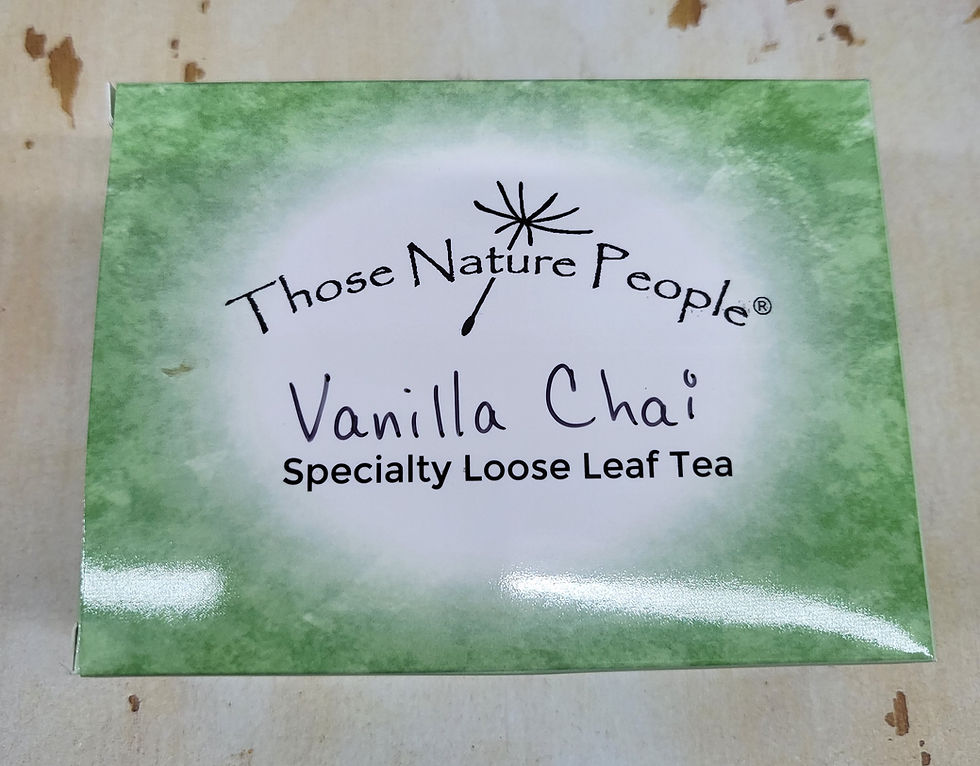 Those Nature People®
Vanilla Chai
Specialty Loose Leaf Tea